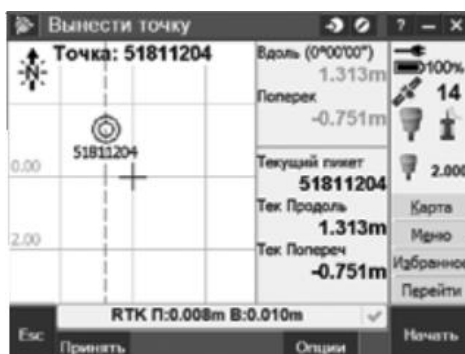 Вынести точку
? – ×
Точка: 51811204
N
51811204
0.00
2.00
Вдоль (0°00'00")
1.313m
Поперек
-0.751m
Текущий пикет
51811204
Тек Продоль
1.313m
Тек Попереч
-0.751m
100%
14
2.000
Карта
Меню
Избранное
Перейти
RTK П:0.008m В:0.010m
Esc
Принять
Опции
Начать